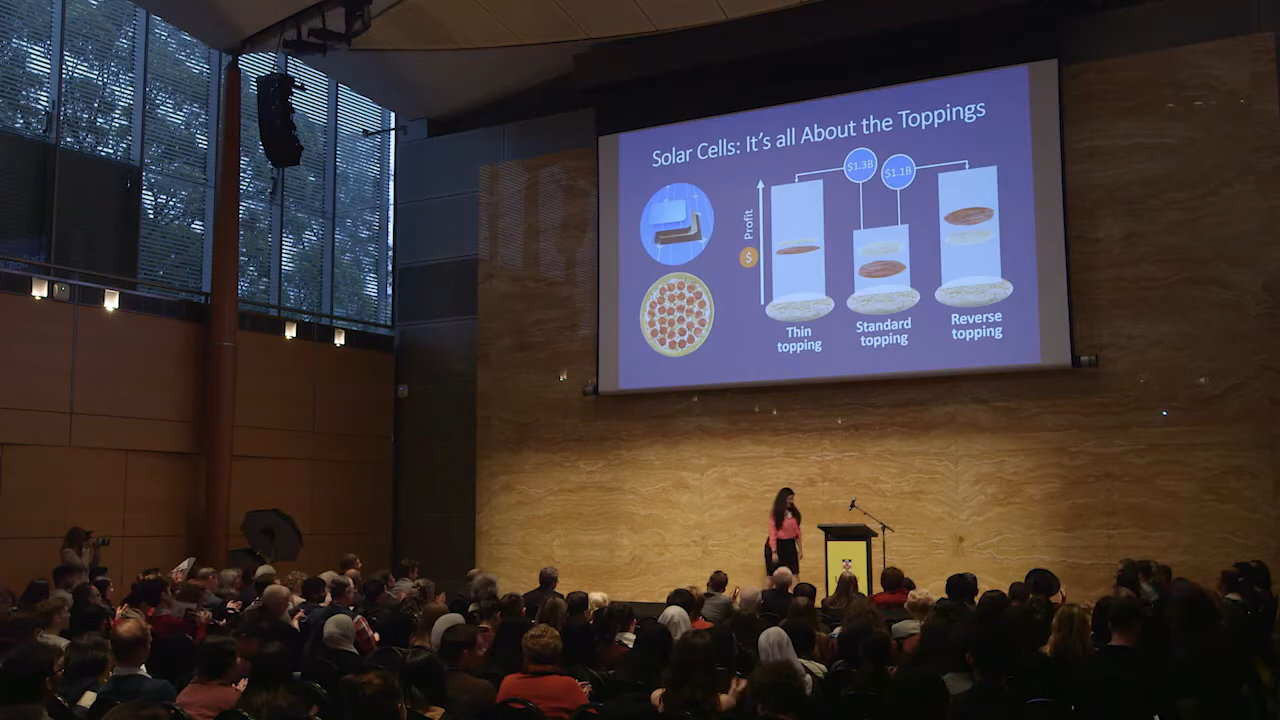 Solar Cells: It's all About the Toppings
$1.3B
$1.1B
Profit
$
Thin
topping
Standard
topping
Reverse
topping